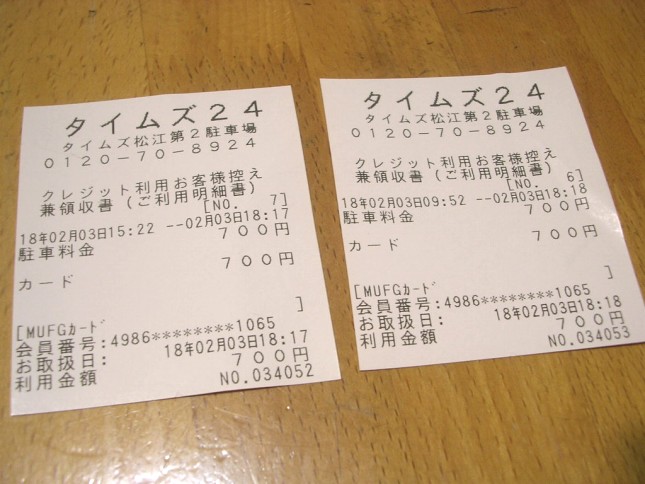 タイムズ24
タイムズ松江第2駐車場
0120-70-8924
クレジット利用お客様控え
兼領収書(ご利用明細書)
[NO. 7]
18年02月03日15:22 --02月03日18:17
駐車料金 700円
カード 700円
[MUFGカード ]
会員番号:4986********1065
お取扱日: 18年02月03日18:17
利用金額 700円
NO.034052
タイムズ24
タイムズ松江第2駐車場
0120-70-8924
クレジット利用お客様控え
兼領収書(ご利用明細書)
[NO. 6]
18年02月03日09:52 --02月03日18:18
駐車料金 700円
カード 700円
[MUFGカード ]
会員番号:4986********1065
お取扱日: 18年02月03日18:18
利用金額 700円
NO.034053